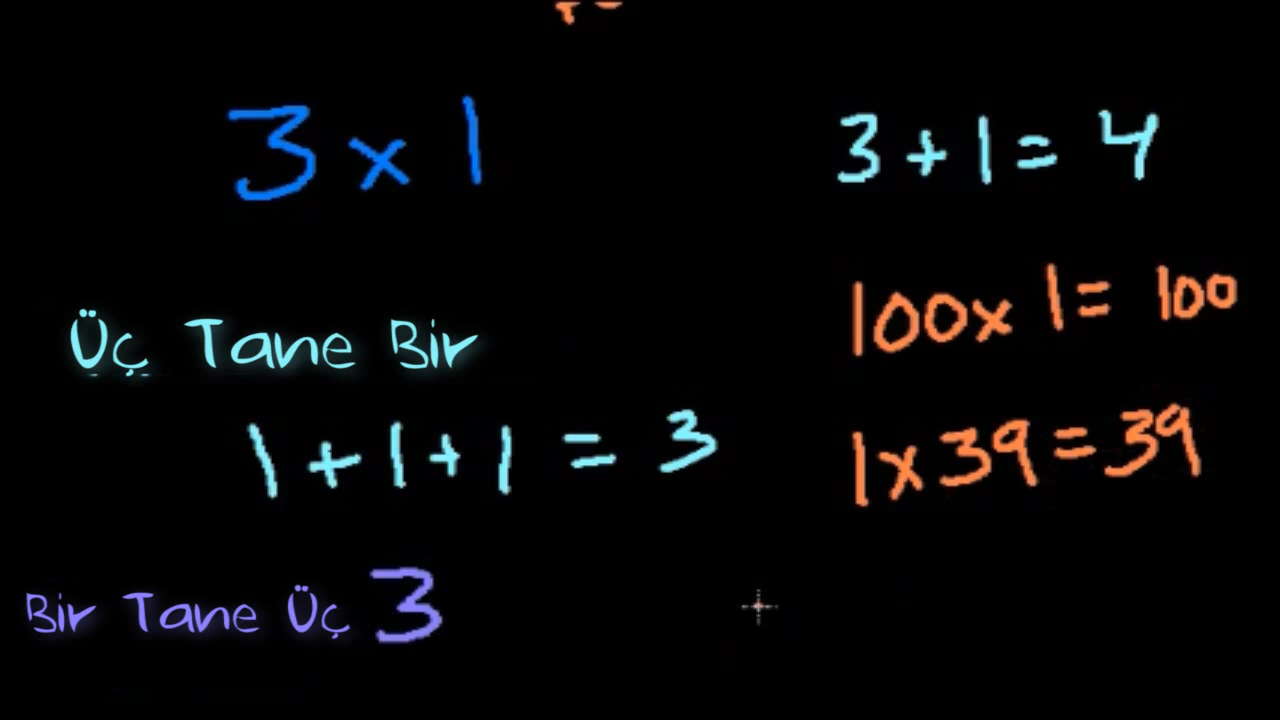 3 x 1
Üç Tane Bir
1 + 1 + 1 = 3
Bir Tane Üç 3
3 + 1 = 4
100 x 1 = 100
1 x 39 = 39